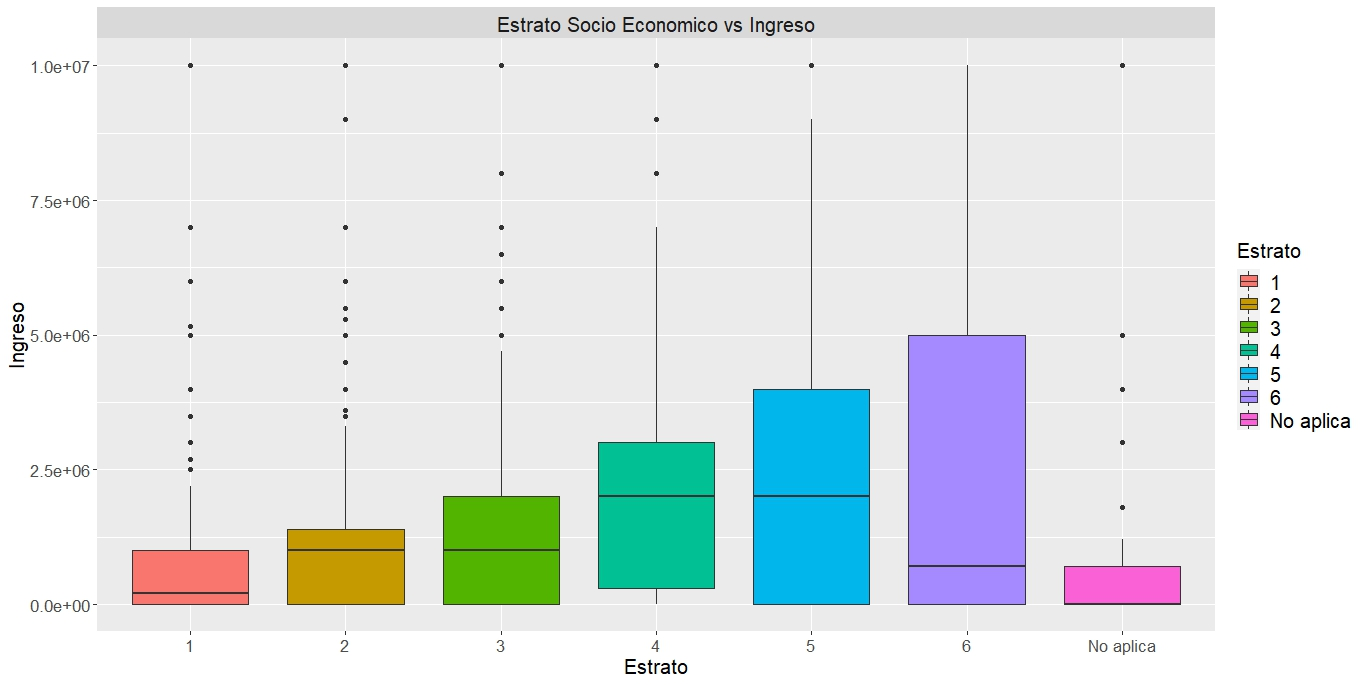 Estrato Socio Economico vs Ingreso
1.0e+07
7.5e+06
5.0e+06
2.5e+06
0.0e+00
Ingreso
1 2 3 4 5 6 No aplica
Estrato
Estrato
1
2
3
4
5
6
No aplica